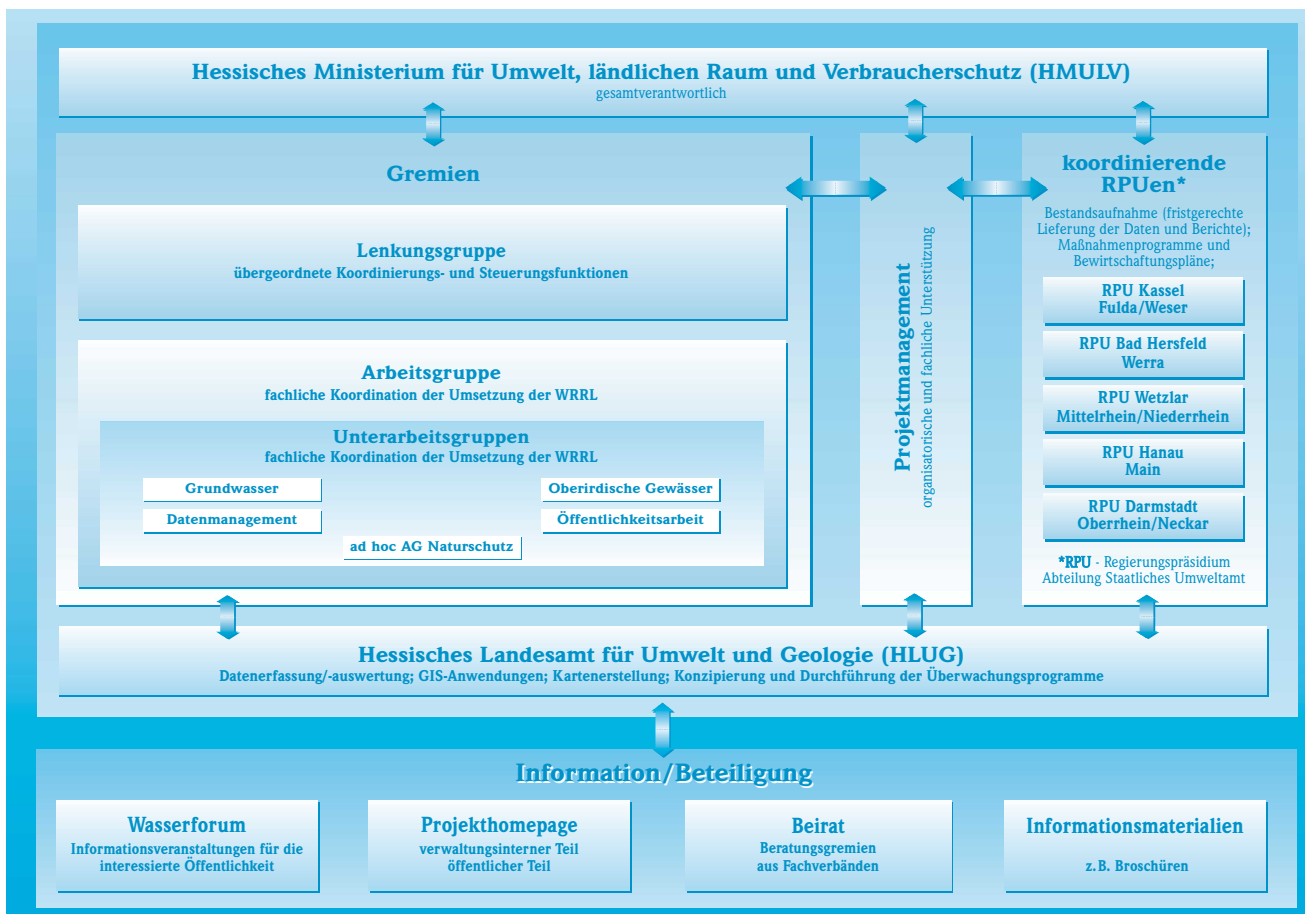 Hessisches Ministerium für Umwelt, ländlichen Raum und Verbraucherschutz (HMULV)
gesamtverantwortlich
Gremien
Lenkungsgruppe
übergeordnete Koordinierungs- und Steuerungsfunktionen
Arbeitsgruppe
fachliche Koordination der Umsetzung der WRRL
Unterarbeitsgruppen
fachliche Koordination der Umsetzung der WRRL
Grundwasser
Oberirdische Gewässer
Datenmanagement
Öffentlichkeitsarbeit
ad hoc AG Naturschutz
Projektmanagement
organisatorische und fachliche Unterstützung
koordinierende
RPUen*
Bestandsaufnahme (fristgerechte
Lieferung der Daten und Berichte);
Maßnahmenprogramme und
Bewirtschaftungspläne;
RPU Kassel
Fulda/Weser
RPU Bad Hersfeld
Werra
RPU Wetzlar
Mittelrhein/Niederrhein
RPU Hanau
Main
RPU Darmstadt
Oberrhein/Neckar
*RPU - Regierungspräsidium
Abteilung Staatliches Umweltamt
Hessisches Landesamt für Umwelt und Geologie (HLUG)
Datenerfassung/-auswertung; GIS-Anwendungen; Kartenerstellung; Konzipierung und Durchführung der Überwachungsprogramme
Information/Beteiligung
Wasserforum
Informationsveranstaltungen für die
interessierte Öffentlichkeit
Projekthomepage
verwaltungsinterner Teil
öffentlicher Teil
Beirat
Beratungsgremien
aus Fachverbänden
Informationsmaterialien
z.B. Broschüren